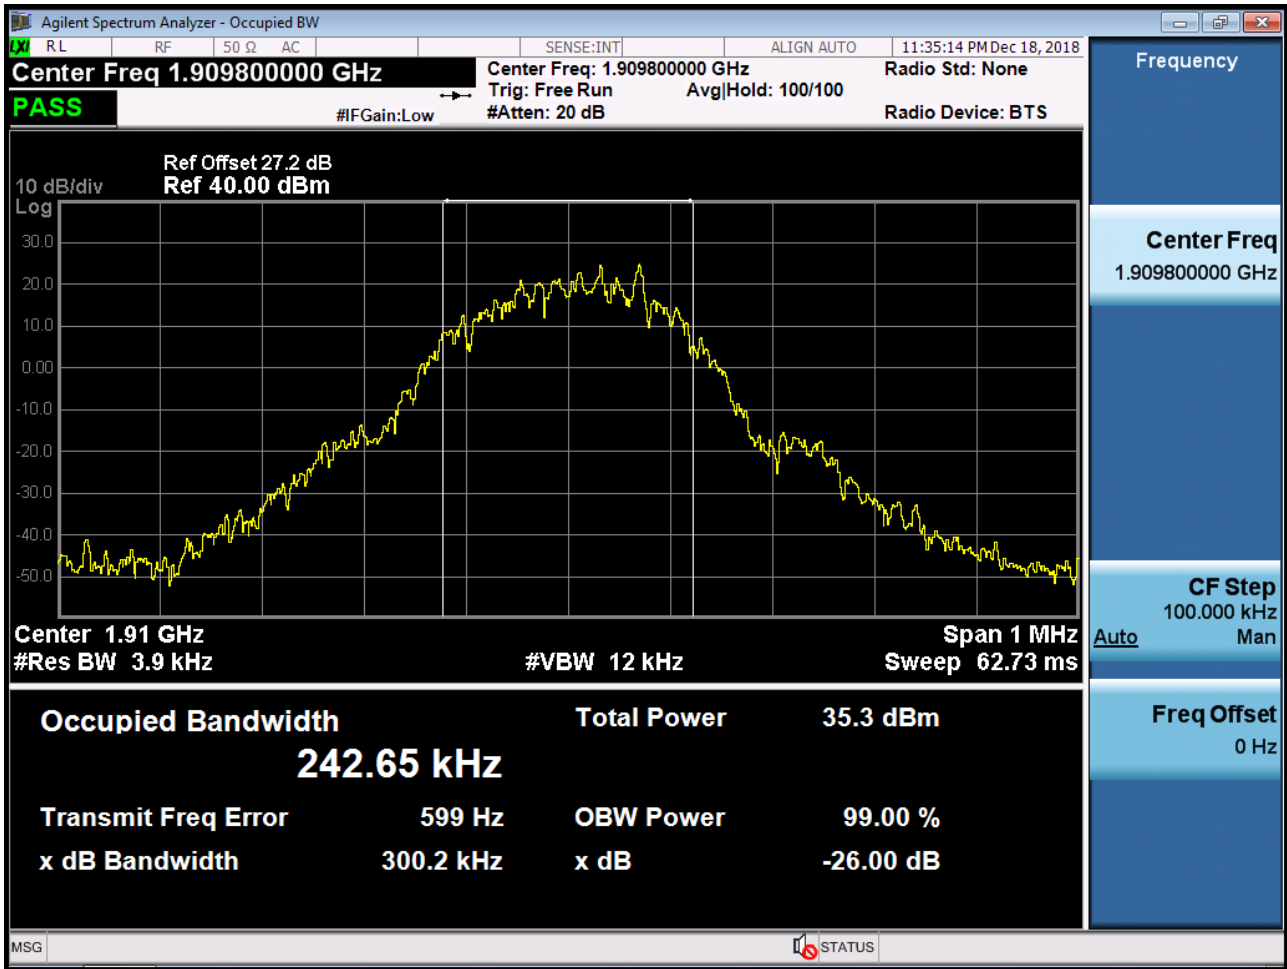 Agilent Spectrum Analyzer - Occupied BW
LXI RL RF 50 Ω AC SENSE:INT ALIGN AUTO 11:35:14 PM Dec 18, 2018
Center Freq 1.909800000 GHz
Center Freq: 1.909800000 GHz
Radio Std: None
Trig: Free Run Avg|Hold: 100/100
PASS
#IFGain:Low
#Atten: 20 dB
Radio Device: BTS
Ref Offset 27.2 dB
10 dB/div
Ref 40.00 dBm
Log
30.0
20.0
10.0
0.00
-10.0
-20.0
-30.0
-40.0
-50.0
Center 1.91 GHz
Span 1 MHz
#Res BW 3.9 kHz
#VBW 12 kHz
Sweep 62.73 ms
Occupied Bandwidth
Total Power 35.3 dBm
242.65 kHz
Transmit Freq Error 599 Hz
OBW Power 99.00 %
x dB Bandwidth 300.2 kHz
x dB -26.00 dB
MSG
STATUS
Frequency
Center Freq
1.909800000 GHz
CF Step
100.000 kHz
Auto Man
Freq Offset
0 Hz